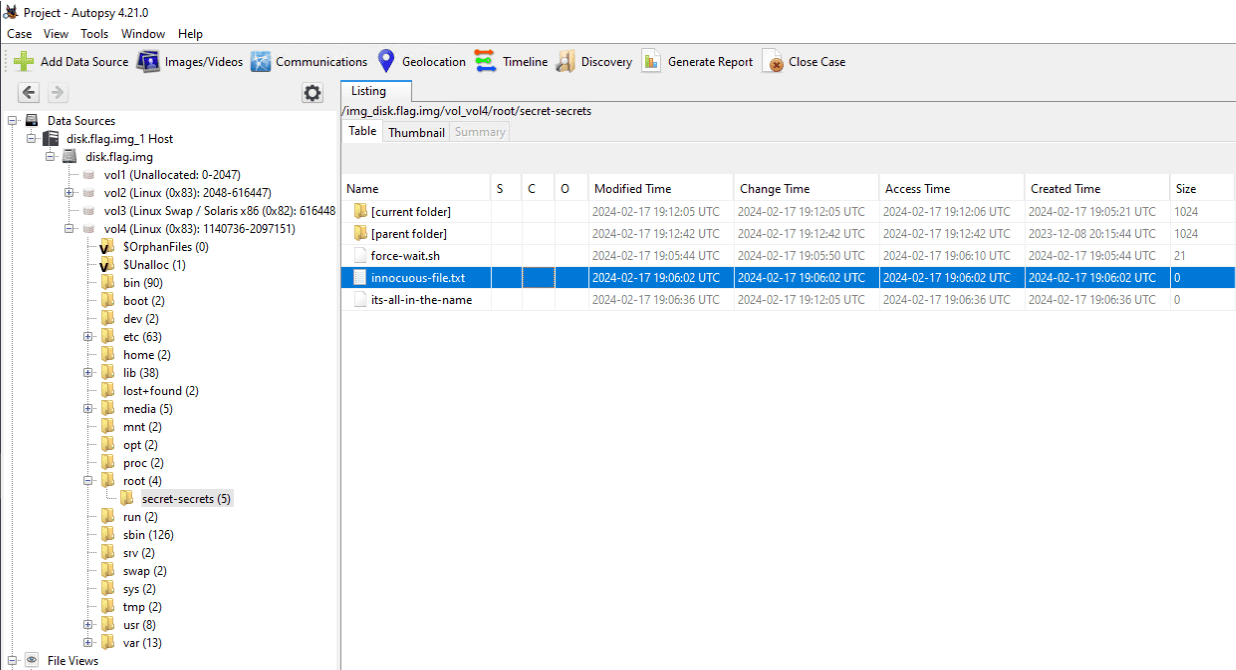 Project - Autopsy 4.21.0
Case View Tools Window Help
Add Data Source Images/Videos Communications Geolocation Timeline Discovery Generate Report Close Case
Listing
/img_disk.flag.img/vol_vol4/root/secret-secrets
Table Thumbnail Summary
Data Sources
disk.flag.img_1 Host
disk.flag.img
vol1 (Unallocated: 0-2047)
vol2 (Linux (0x83): 2048-616447)
vol3 (Linux Swap / Solaris x86 (0x82): 616448
vol4 (Linux (0x83): 1140736-2097151)
$OrphanFiles (0)
$Unalloc (1)
bin (90)
boot (2)
dev (2)
etc (63)
home (2)
lib (38)
lost+found (2)
media (5)
mnt (2)
opt (2)
proc (2)
root (4)
secret-secrets (5)
run (2)
sbin (126)
srv (2)
swap (2)
sys (2)
tmp (2)
usr (8)
var (13)
File Views
Name S C O Modified Time Change Time Access Time Created Time Size
[current folder] 2024-02-17 19:12:05 UTC 2024-02-17 19:12:05 UTC 2024-02-17 19:12:06 UTC 2024-02-17 19:05:21 UTC 1024
[parent folder] 2024-02-17 19:12:42 UTC 2024-02-17 19:12:42 UTC 2024-02-17 19:12:42 UTC 2023-12-08 20:15:44 UTC 1024
force-wait.sh 2024-02-17 19:05:44 UTC 2024-02-17 19:05:50 UTC 2024-02-17 19:06:10 UTC 2024-02-17 19:05:44 UTC 21
innocuous-file.txt 2024-02-17 19:06:02 UTC 2024-02-17 19:06:02 UTC 2024-02-17 19:06:02 UTC 2024-02-17 19:06:02 UTC 0
its-all-in-the-name 2024-02-17 19:06:36 UTC 2024-02-17 19:12:05 UTC 2024-02-17 19:06:36 UTC 2024-02-17 19:06:36 UTC 0